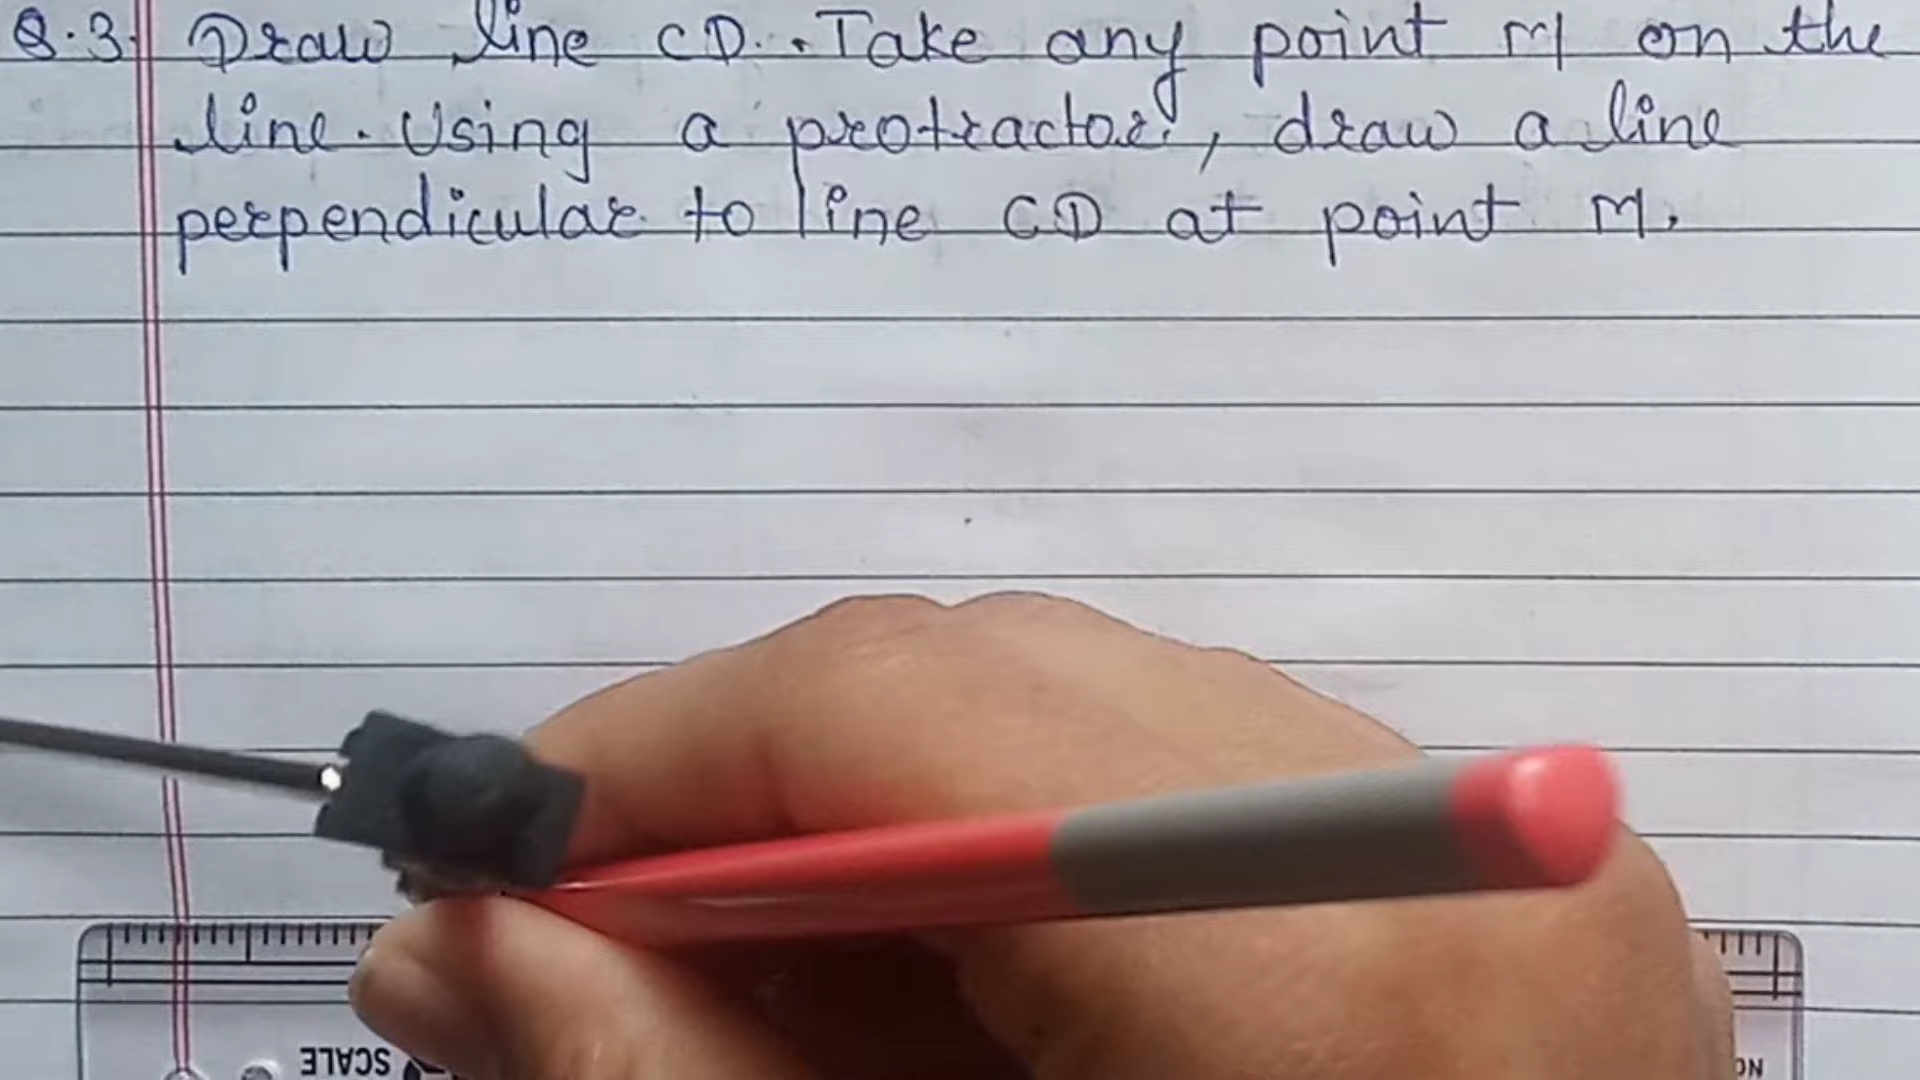 Q.3. Draw line CD. Take any point M on the
line. Using a protractor, draw a line
perpendicular to line CD at point M.
SCALE
NO